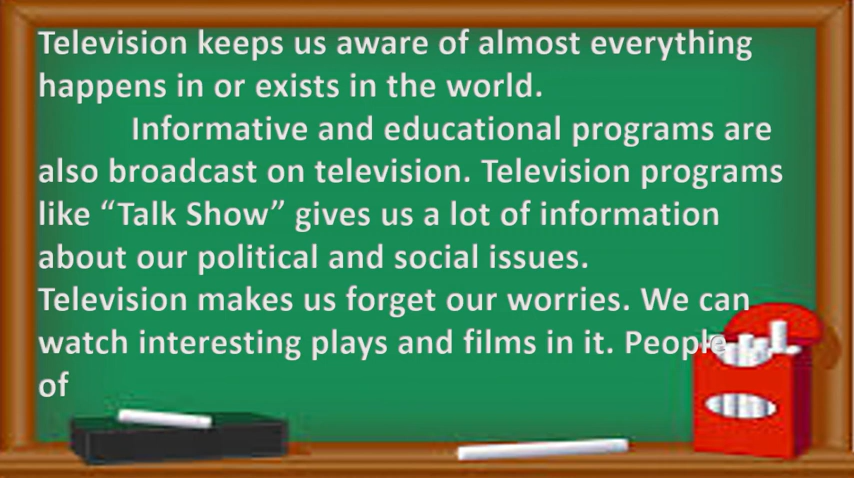 Television keeps us aware of almost everything
happens in or exists in the world.
Informative and educational programs are
also broadcast on television. Television programs
like “Talk Show” gives us a lot of information
about our political and social issues.
Television makes us forget our worries. We can
watch interesting plays and films in it. People
of